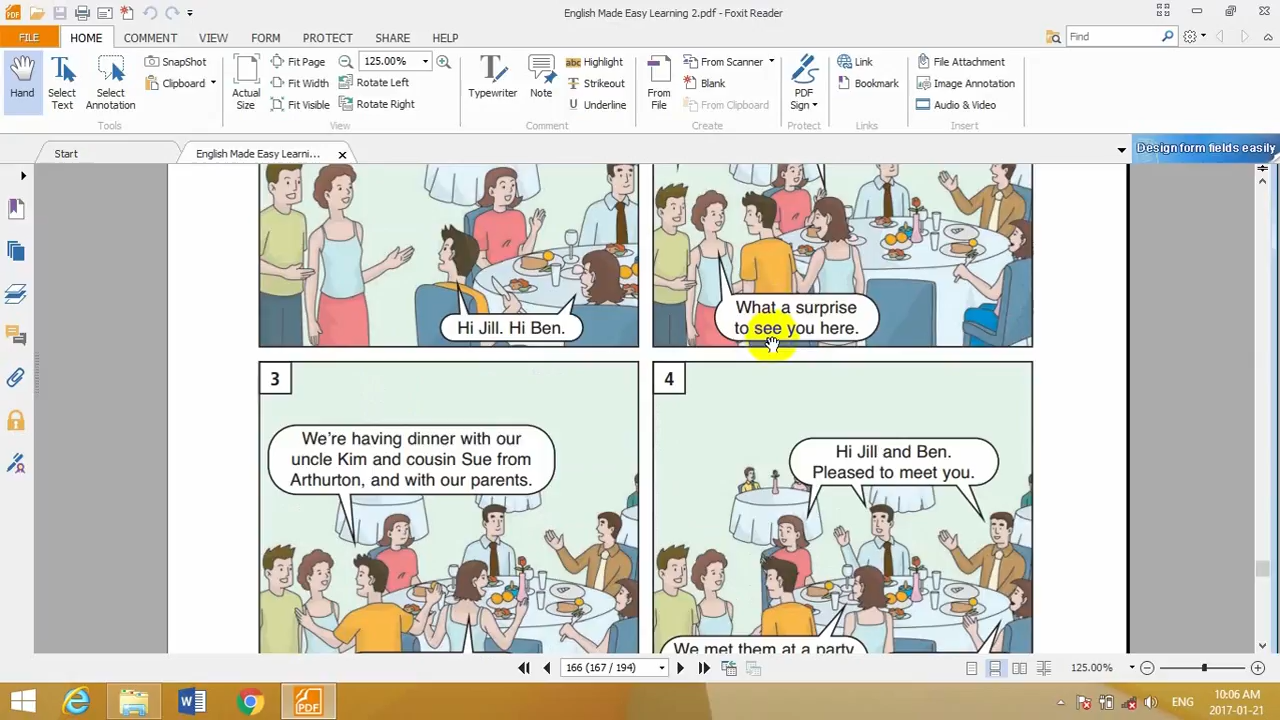 English Made Easy Learning 2.pdf - Foxit Reader
FILE
HOME
COMMENT
VIEW
FORM
PROTECT
SHARE
HELP
Find
Hand
Select
Text
Select
Annotation
SnapShot
Clipboard
Tools
Actual
Size
Fit Page
Fit Width
Fit Visible
125.00%
Rotate Left
Rotate Right
View
Typewriter
Note
abc Highlight
Strikeout
Underline
Comment
From
File
From Scanner
Blank
From Clipboard
Create
PDF
Sign
Protect
Link
Bookmark
Links
File Attachment
Image Annotation
Audio & Video
Insert
Start
English Made Easy Learni...
Design form fields easily
Hi Jill. Hi Ben.
What a surprise
to see you here.
3
We're having dinner with our
uncle Kim and cousin Sue from
Arthurton, and with our parents.
4
Hi Jill and Ben.
Pleased to meet you.
We met them at a party
166 (167 / 194)
125.00%
PDF
ENG
10:06 AM
2017-01-21